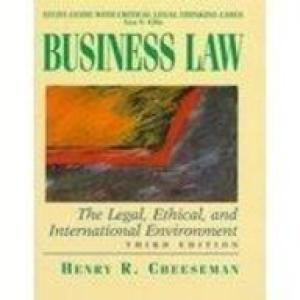 STUDY GUIDE WITH CRITICAL LEGAL THINKING CASES
BUSINESS LAW
The Legal, Ethical, and
International Environment
THIRD EDITION
HENRY R. CHEESEMAN